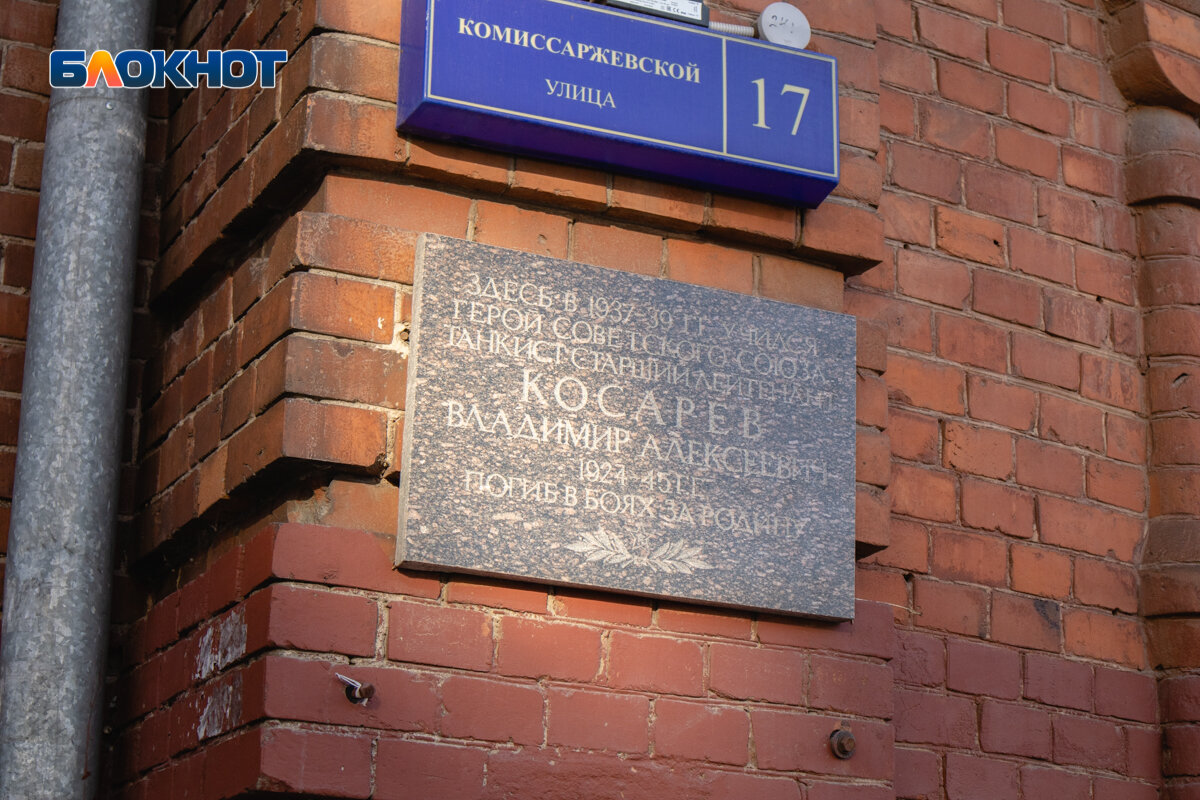 БЛОКНОТ
КОМИССАРЖЕВСКОЙ
УЛИЦА
17
ЗДЕСЬ В 1937-39 ГГ. УЧИЛСЯ
ГЕРОЙ СОВЕТСКОГО СОЮЗА
ТАНКИСТ СТАРШИЙ ЛЕЙТЕНАНТ
КОСАРЕВ
ВЛАДИМИР АЛЕКСЕЕВИЧ
1924-45 ГГ.
ПОГИБ В БОЯХ ЗА РОДИНУ